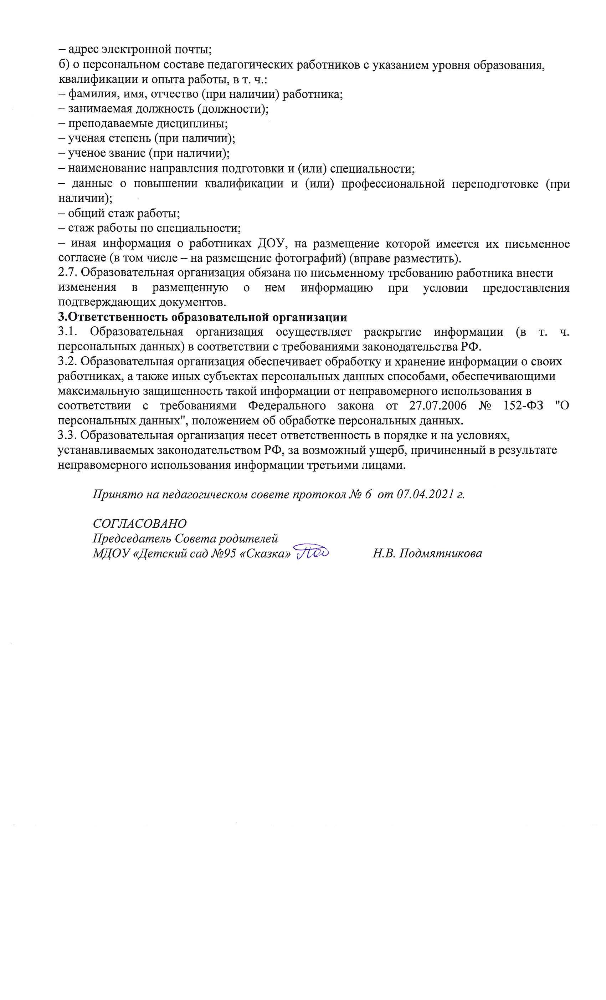 – адрес электронной почты;
б) о персональном составе педагогических работников с указанием уровня образования,
квалификации и опыта работы, в т. ч.:
– фамилия, имя, отчество (при наличии) работника;
– занимаемая должность (должности);
– преподаваемые дисциплины;
– ученая степень (при наличии);
– ученое звание (при наличии);
– наименование направления подготовки и (или) специальности;
– данные о повышении квалификации и (или) профессиональной переподготовке (при
наличии);
– общий стаж работы;
– стаж работы по специальности;
– иная информация о работниках ДОУ, на размещение которой имеется их письменное
согласие (в том числе – на размещение фотографий) (вправе разместить).
2.7. Образовательная организация обязана по письменному требованию работника внести
изменения в размещенную о нем информацию при условии предоставления
подтверждающих документов.
3.Ответственность образовательной организации
3.1. Образовательная организация осуществляет раскрытие информации (в т. ч.
персональных данных) в соответствии с требованиями законодательства РФ.
3.2. Образовательная организация обеспечивает обработку и хранение информации о своих
работниках, а также иных субъектах персональных данных способами, обеспечивающими
максимальную защищенность такой информации от неправомерного использования в
соответствии с требованиями Федерального закона от 27.07.2006 № 152-ФЗ "О
персональных данных", положением об обработке персональных данных.
3.3. Образовательная организация несет ответственность в порядке и на условиях,
устанавливаемых законодательством РФ, за возможный ущерб, причиненный в результате
неправомерного использования информации третьими лицами.
Принято на педагогическом совете протокол № 6 от 07.04.2021 г.
СОГЛАСОВАНО
Председатель Совета родителей
МДОУ «Детский сад №95 «Сказка» Н.В. Подмятникова